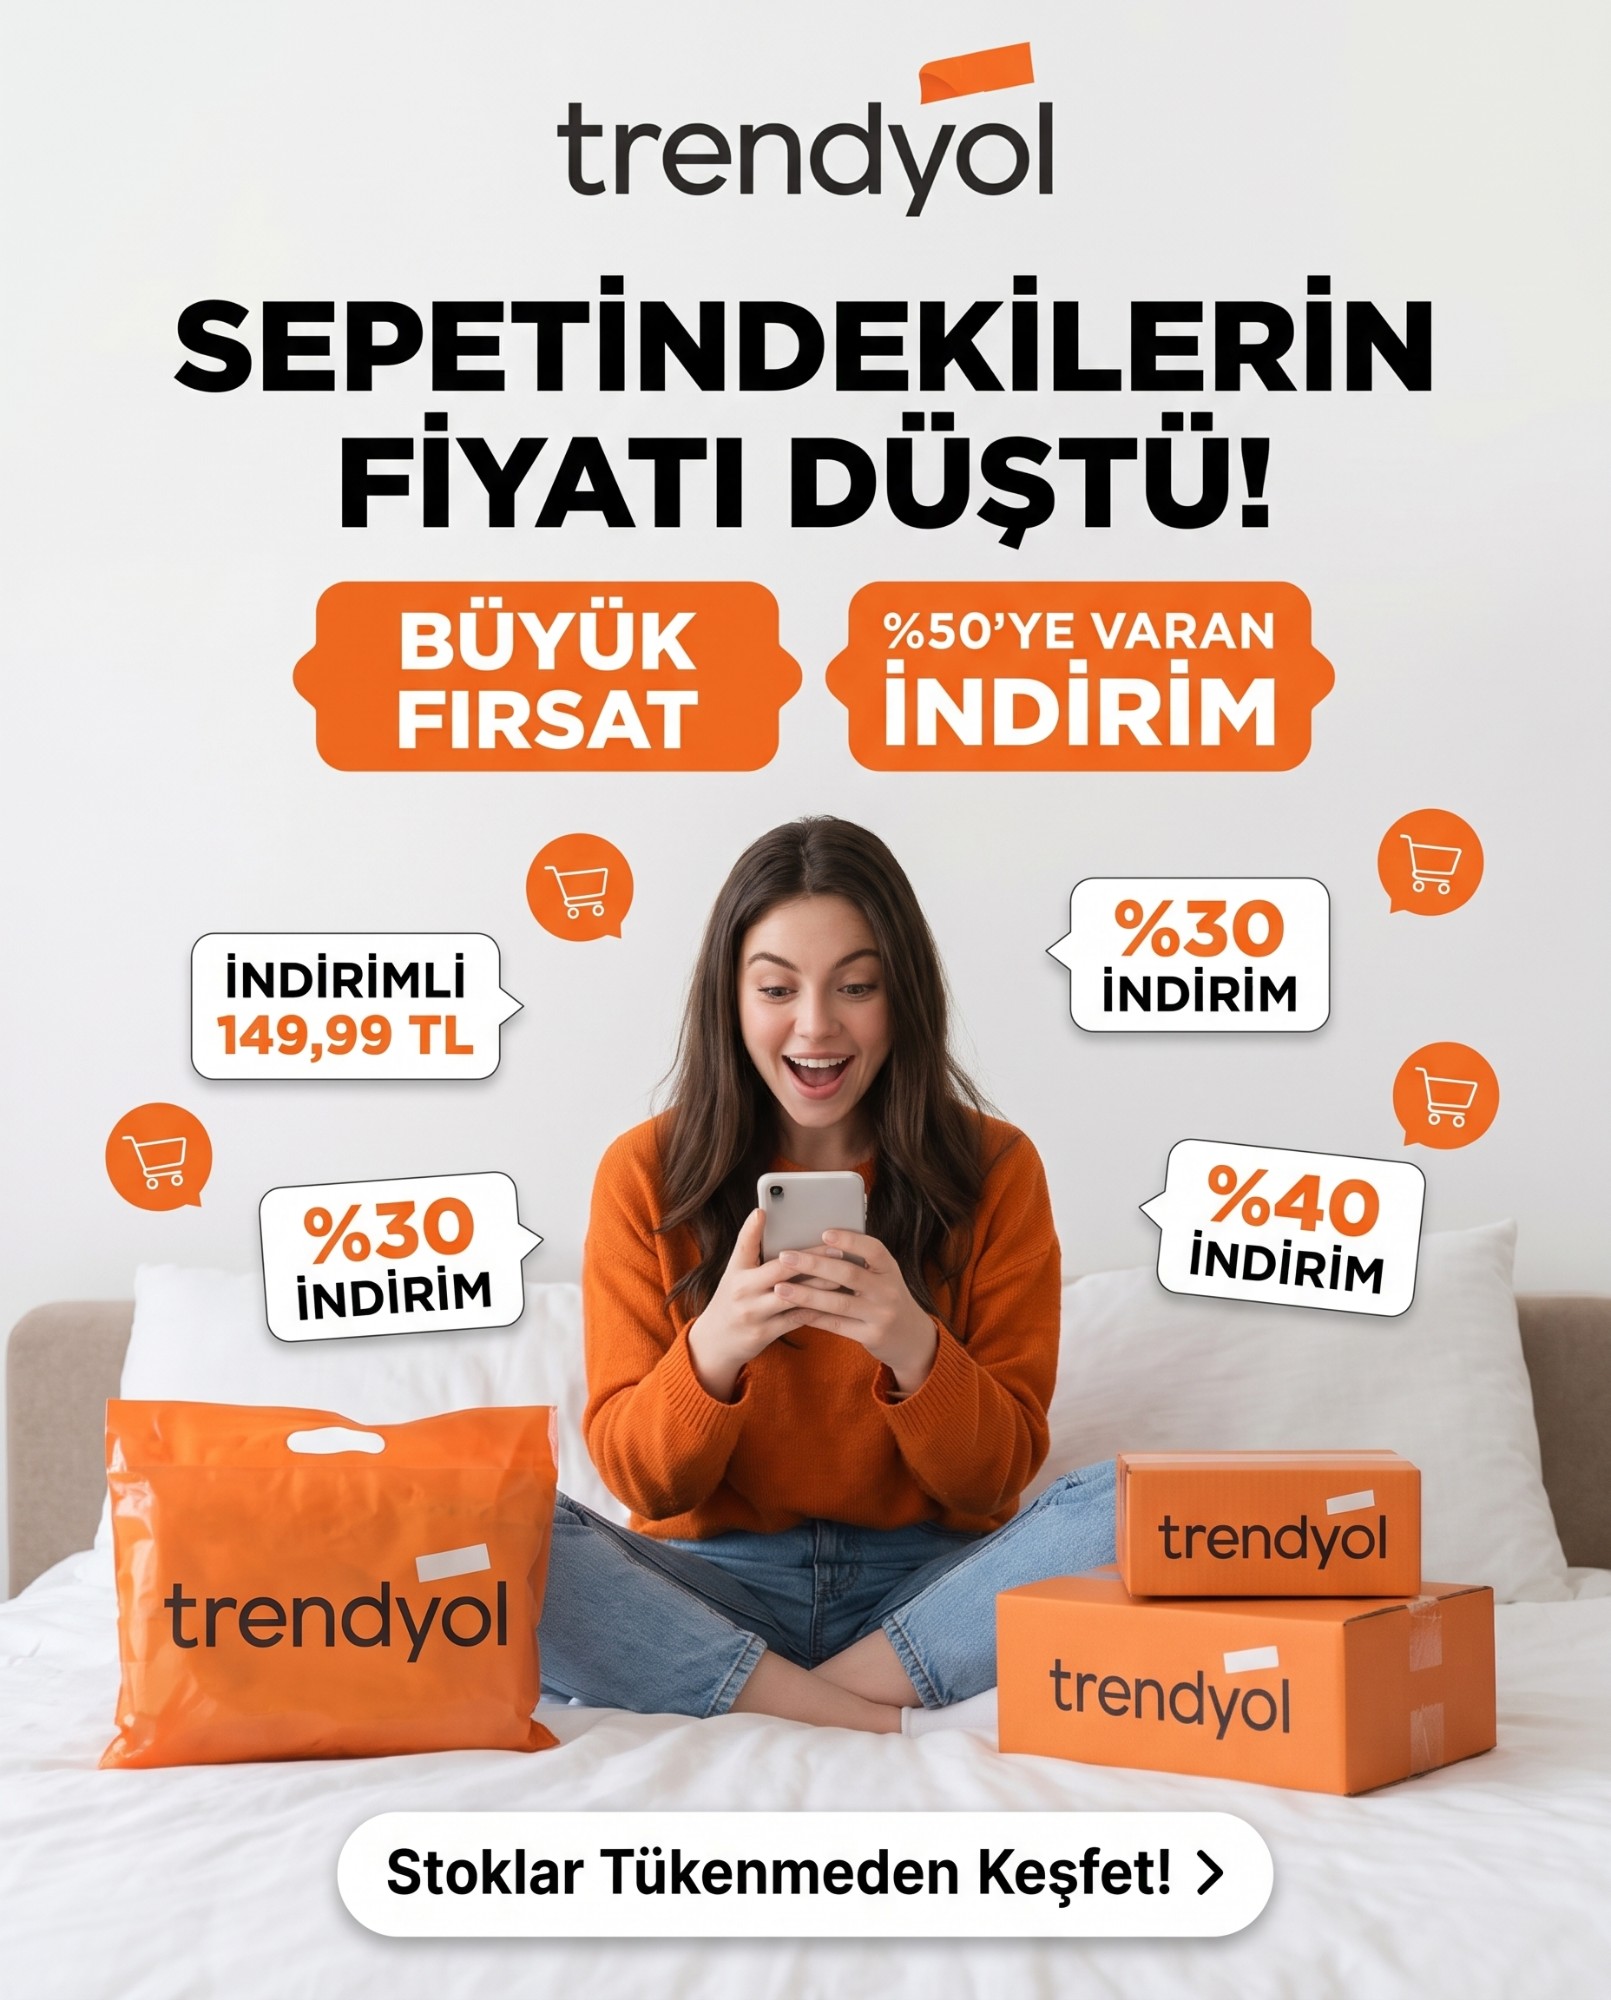 trendyol
SEPETİNDEKİLERİN
FİYATI DÜŞTÜ!
BÜYÜK
FIRSAT
%50'YE VARAN
İNDİRİM
İNDİRİMLİ
149,99 TL
%30
İNDİRİM
%30
İNDİRİM
%40
İNDİRİM
trendyol
trendyol
trendyol
Stoklar Tükenmeden Keşfet! >